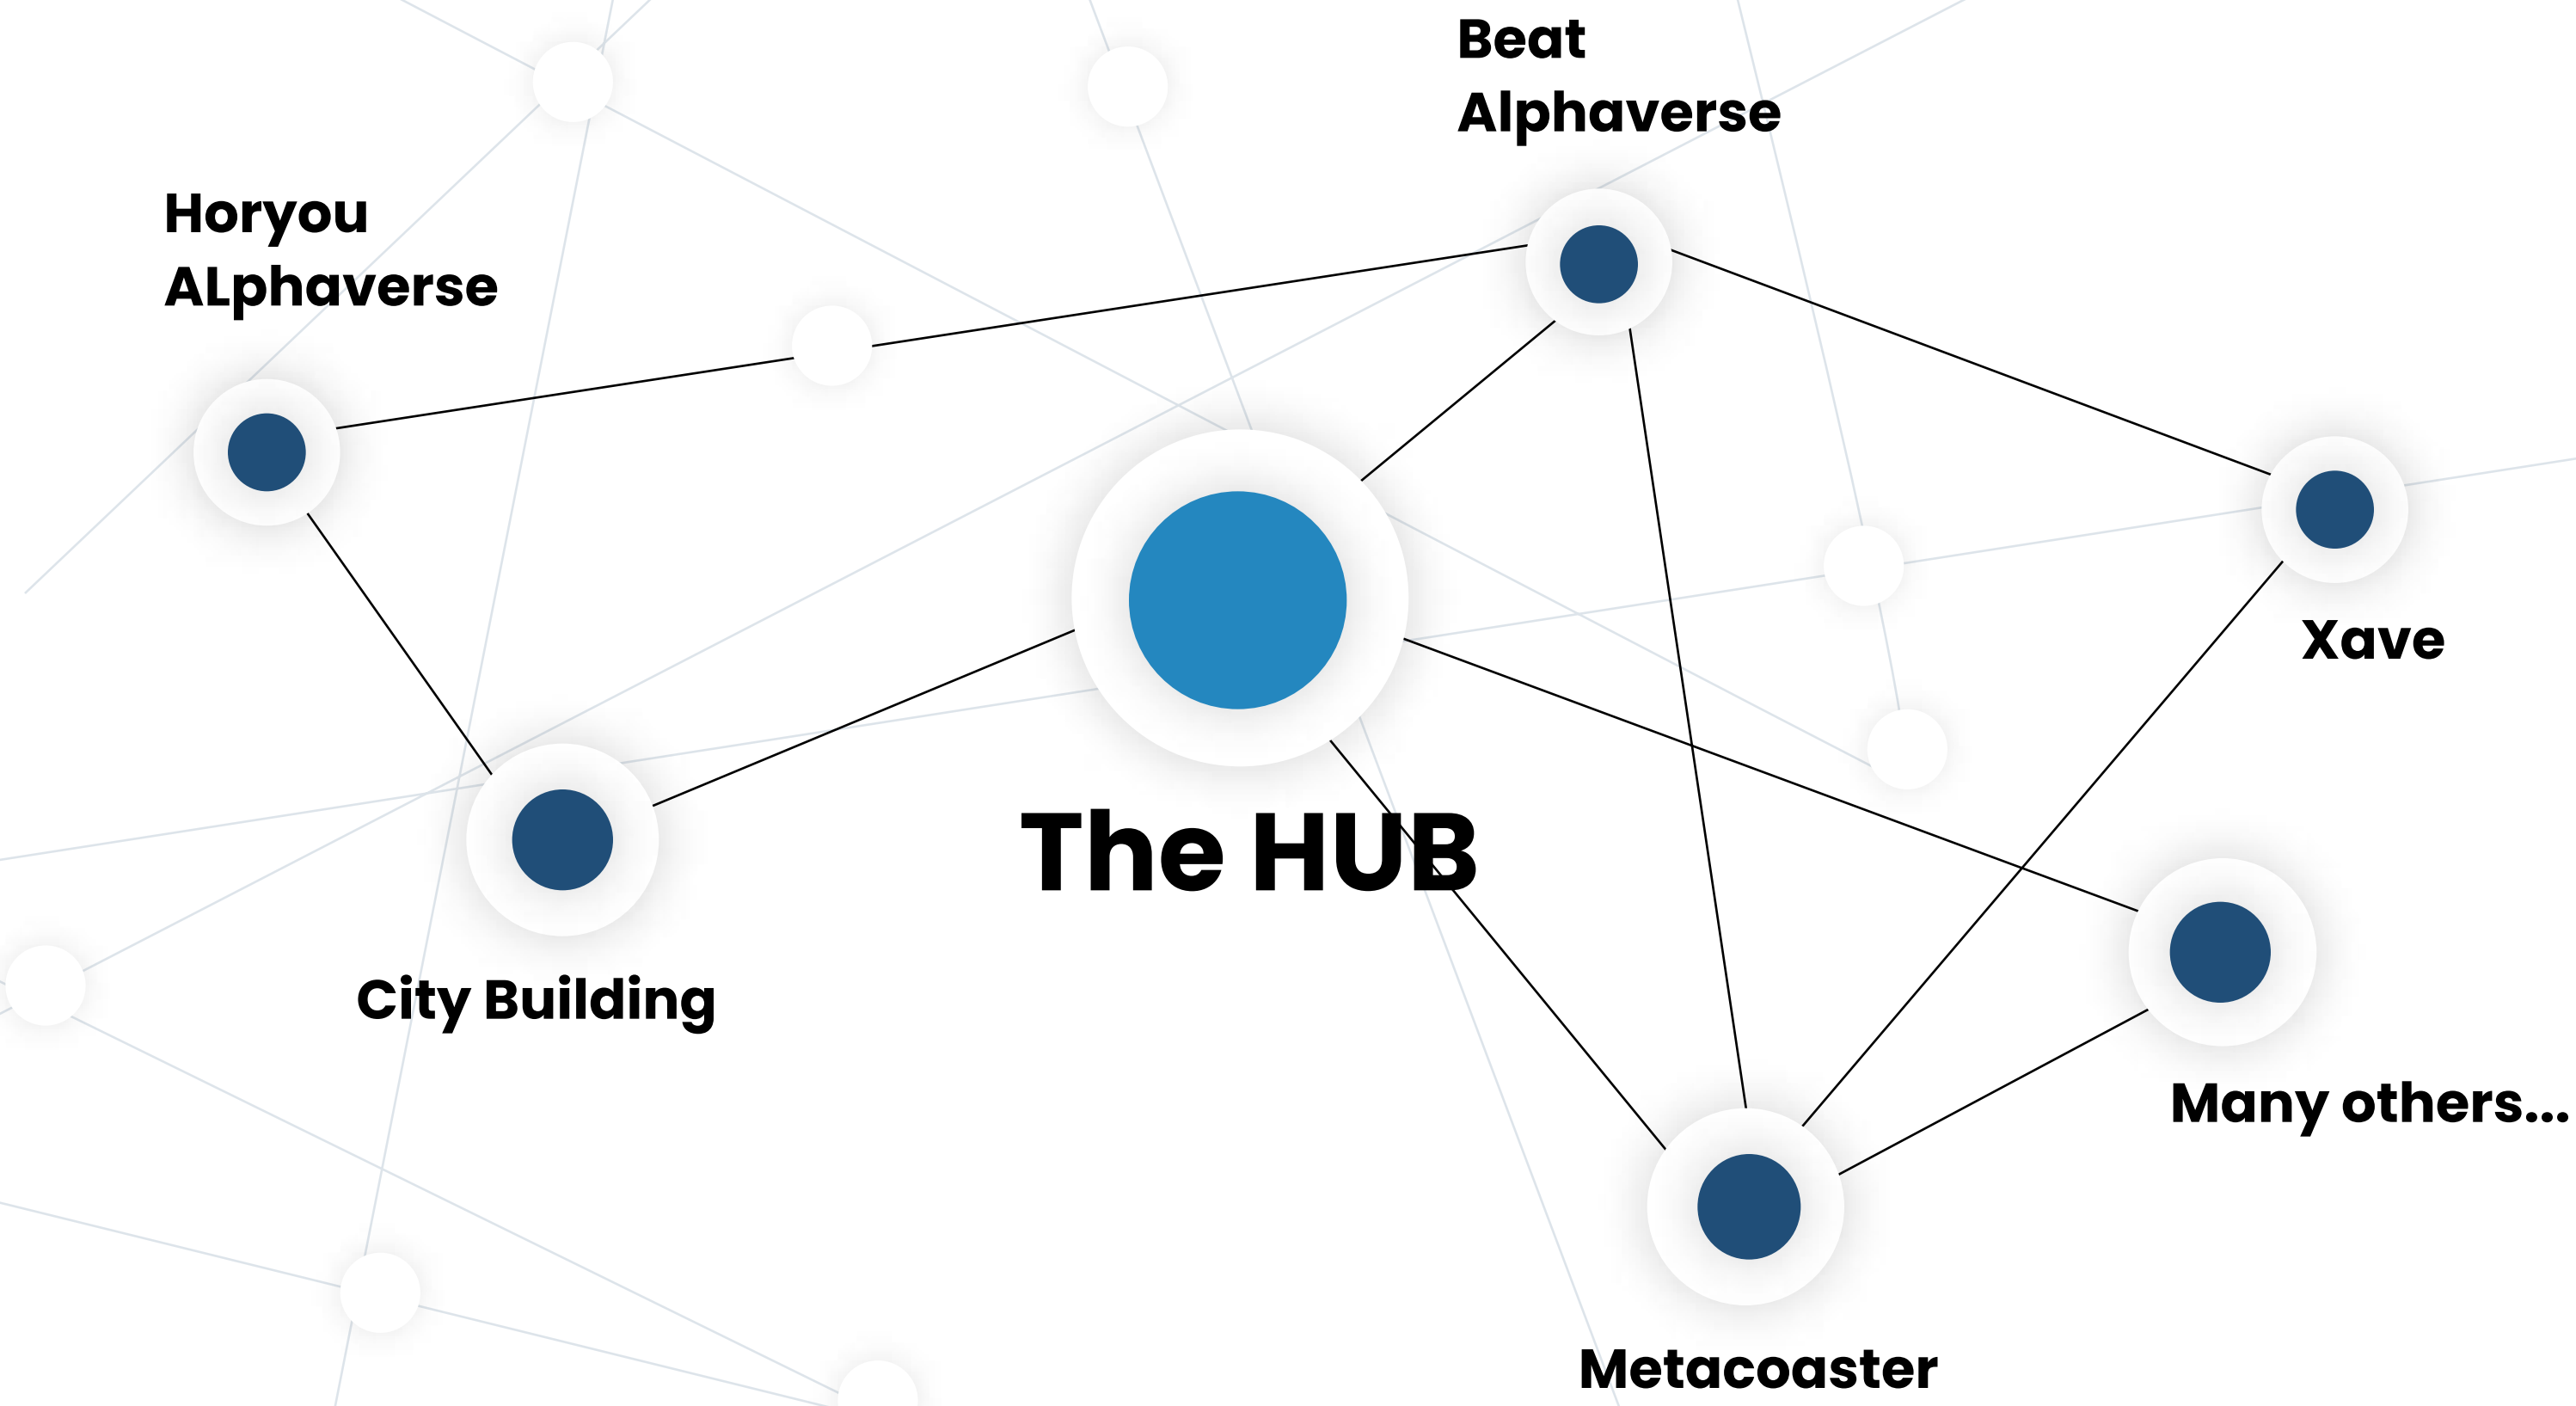 Beat
Alphaverse
Horyou
ALphaverse
Xave
The HUB
City Building
Many others...
Metacoaster